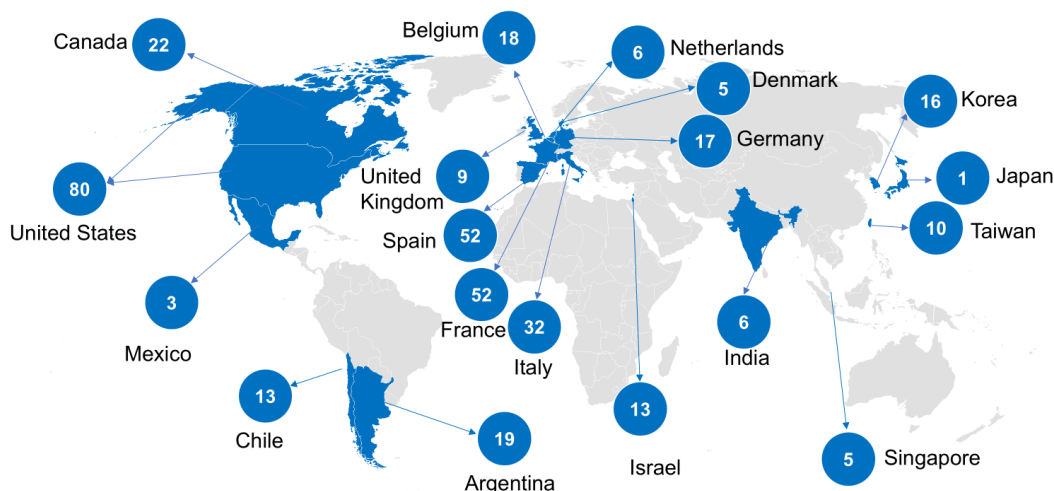 Canada
22
Belgium
18
6
Netherlands
5
Denmark
16
Korea
17
Germany
80
United States
United
Kingdom
9
1
Japan
Spain
52
10
Taiwan
3
Mexico
52
France
32
Italy
6
India
13
Chile
19
Argentina
13
Israel
5
Singapore